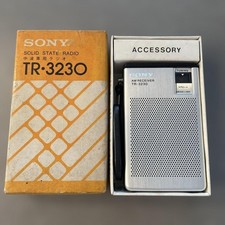 SONY
SOLID STATE RADIO
TR-3230
ACCESSORY
SONY
AM RECEIVER
TR-3230